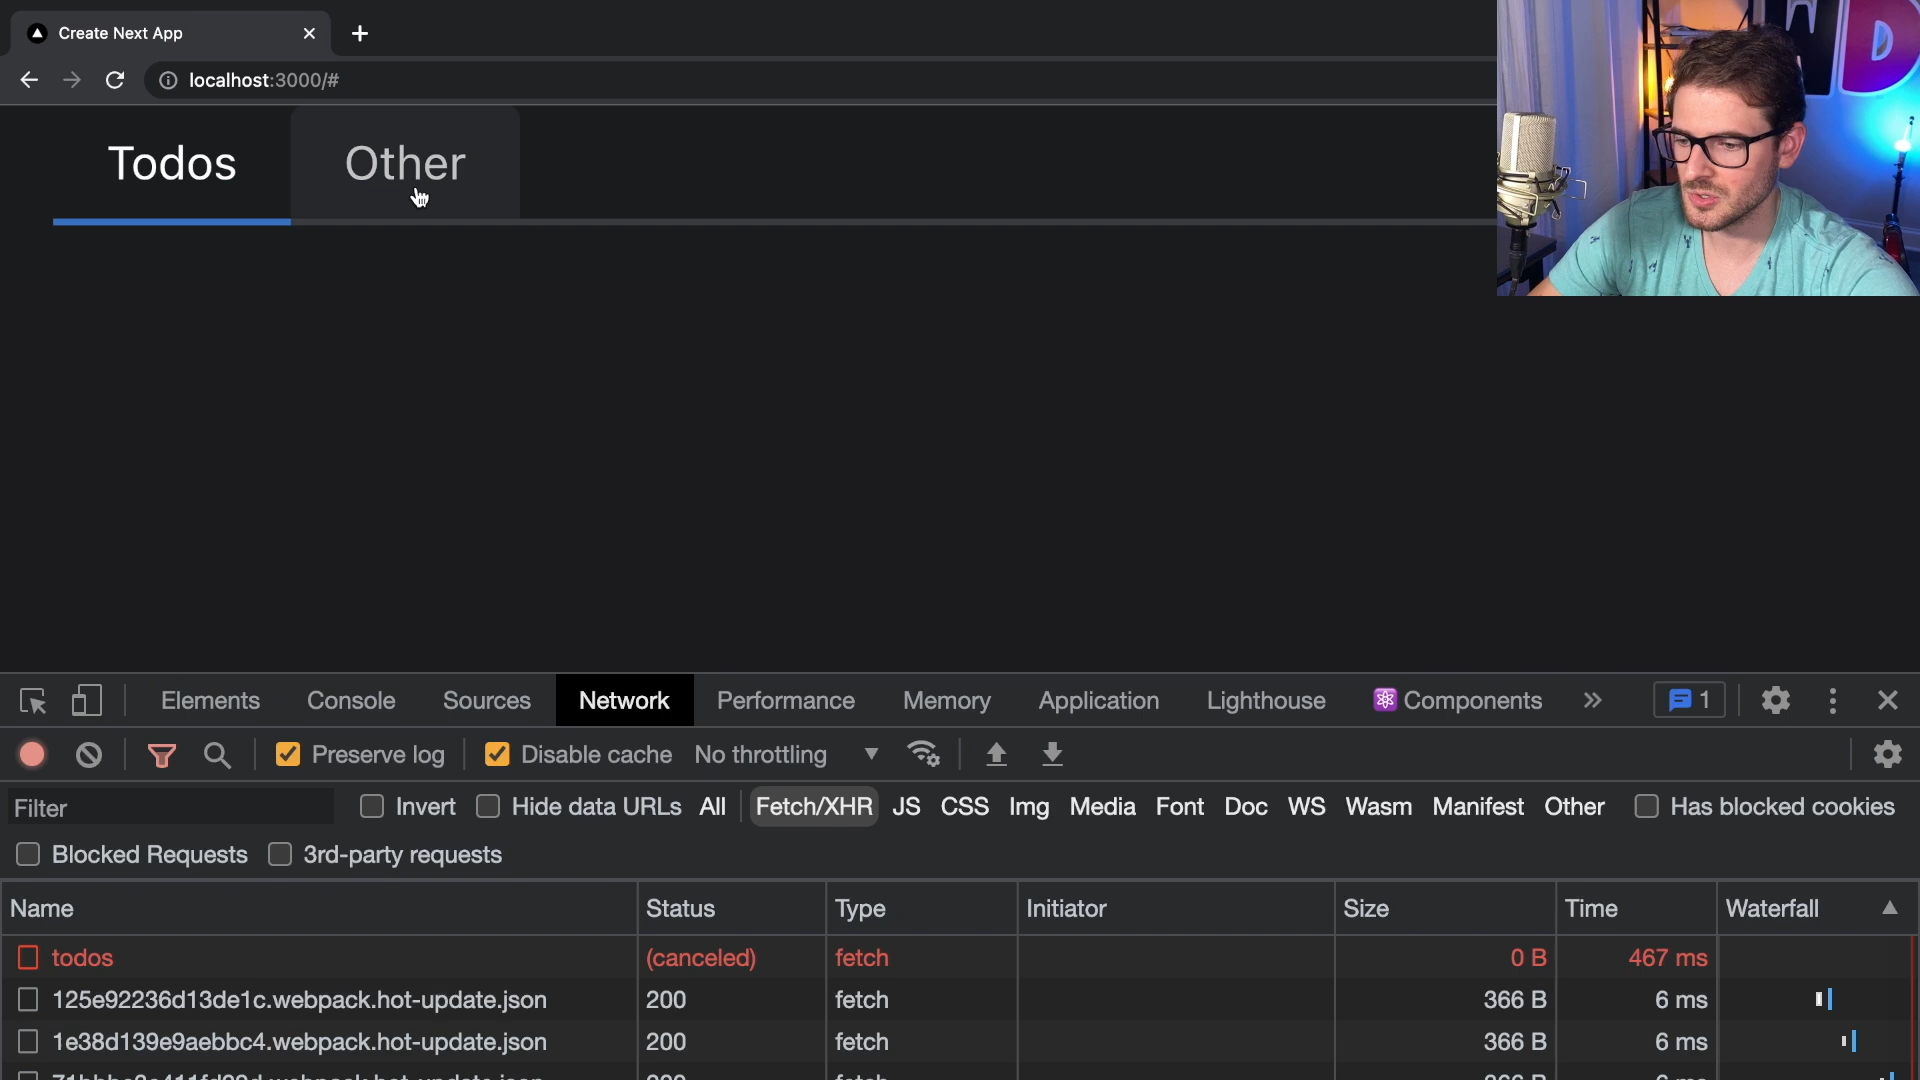 Create Next App
localhost:3000/#
Todos Other
D
Elements Console Sources Network Performance Memory Application Lighthouse Components 1
Preserve log Disable cache No throttling
Filter Invert Hide data URLs All Fetch/XHR JS CSS Img Media Font Doc WS Wasm Manifest Other Has blocked cookies
Blocked Requests 3rd-party requests
Name Status Type Initiator Size Time Waterfall
todos (canceled) fetch 0 B 467 ms
125e92236d13de1c.webpack.hot-update.json 200 fetch 366 B 6 ms
1e38d139e9aebbc4.webpack.hot-update.json 200 fetch 366 B 6 ms